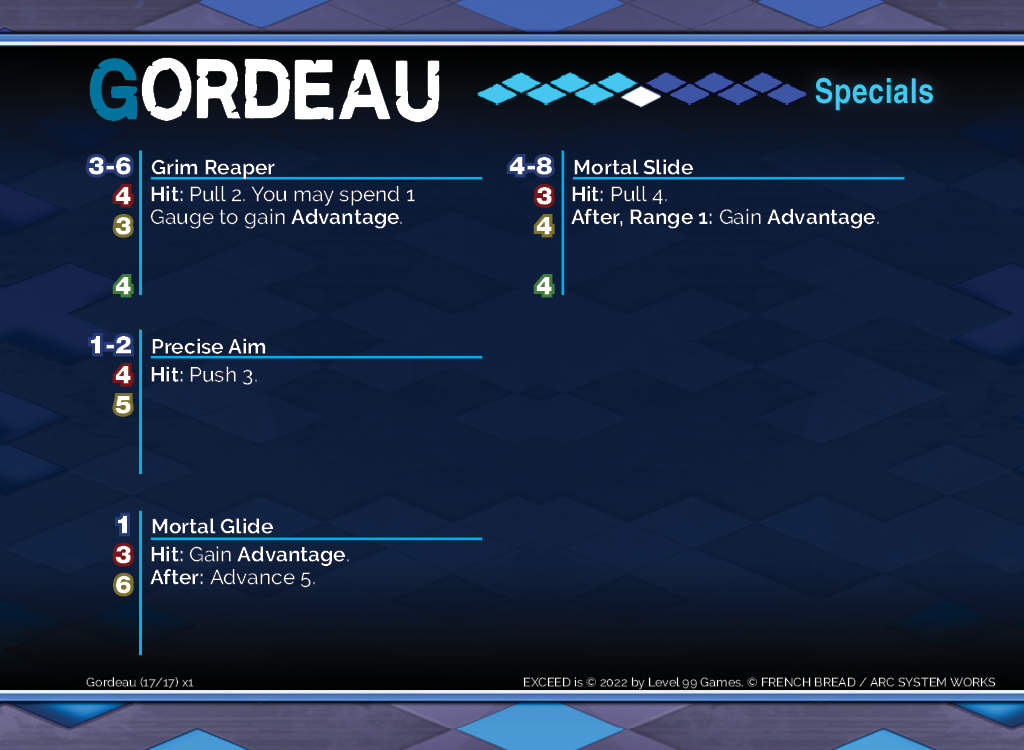 GORDEAU
Specials
3-6 Grim Reaper
4 Hit: Pull 2. You may spend 1
3 Gauge to gain Advantage.
4
1-2 Precise Aim
4 Hit: Push 3.
5
1 Mortal Glide
3 Hit: Gain Advantage.
6 After: Advance 5.
4-8 Mortal Slide
3 Hit: Pull 4.
4 After, Range 1: Gain Advantage.
4
Gordeau (17/17) x1
EXCEED is © 2022 by Level 99 Games. © FRENCH BREAD / ARC SYSTEM WORKS